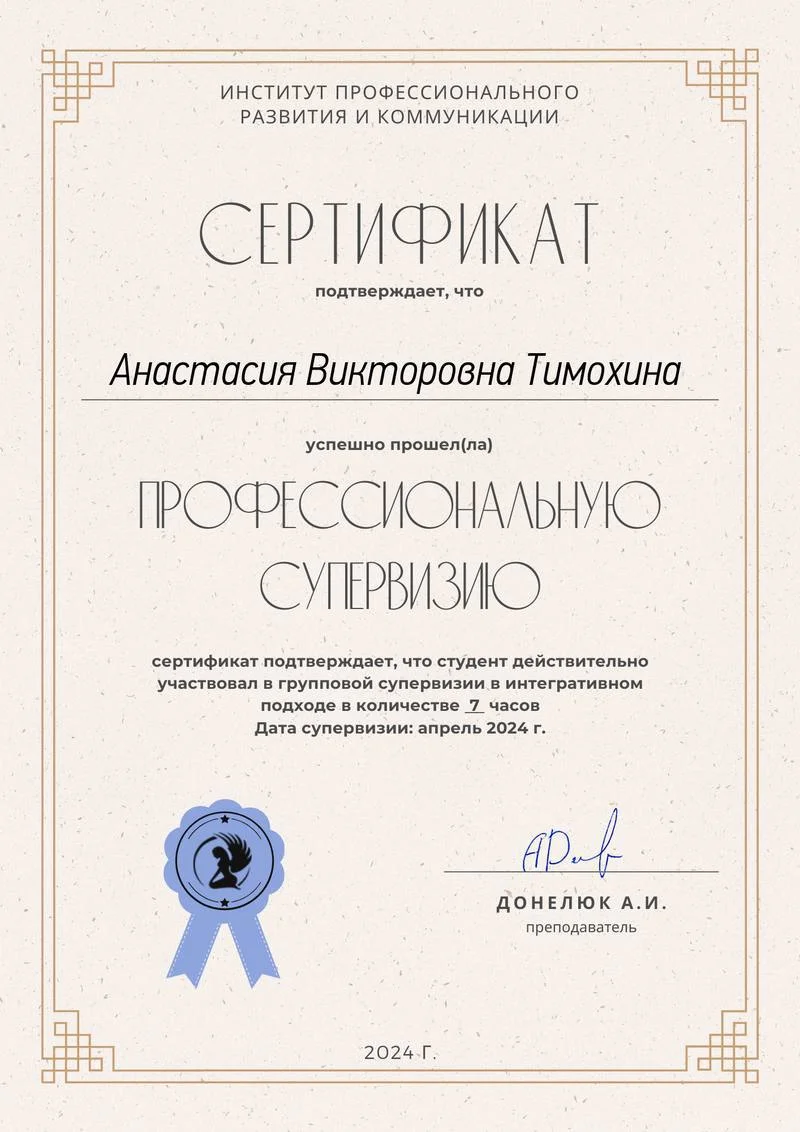 ИНСТИТУТ ПРОФЕССИОНАЛЬНОГО
РАЗВИТИЯ И КОММУНИКАЦИИ
СЕРТИФИКАТ
подтверждает, что
Анастасия Викторовна Тимохина
успешно прошел(ла)
ПРОФЕССИОНАЛЬНУЮ
СУПЕРВИЗИЮ
сертификат подтверждает, что студент действительно
участвовал в групповой супервизии в интегративном
подходе в количестве 7 часов
Дата супервизии: апрель 2024 г.
ДОНЕЛЮК А.И.
преподаватель
2024 Г.